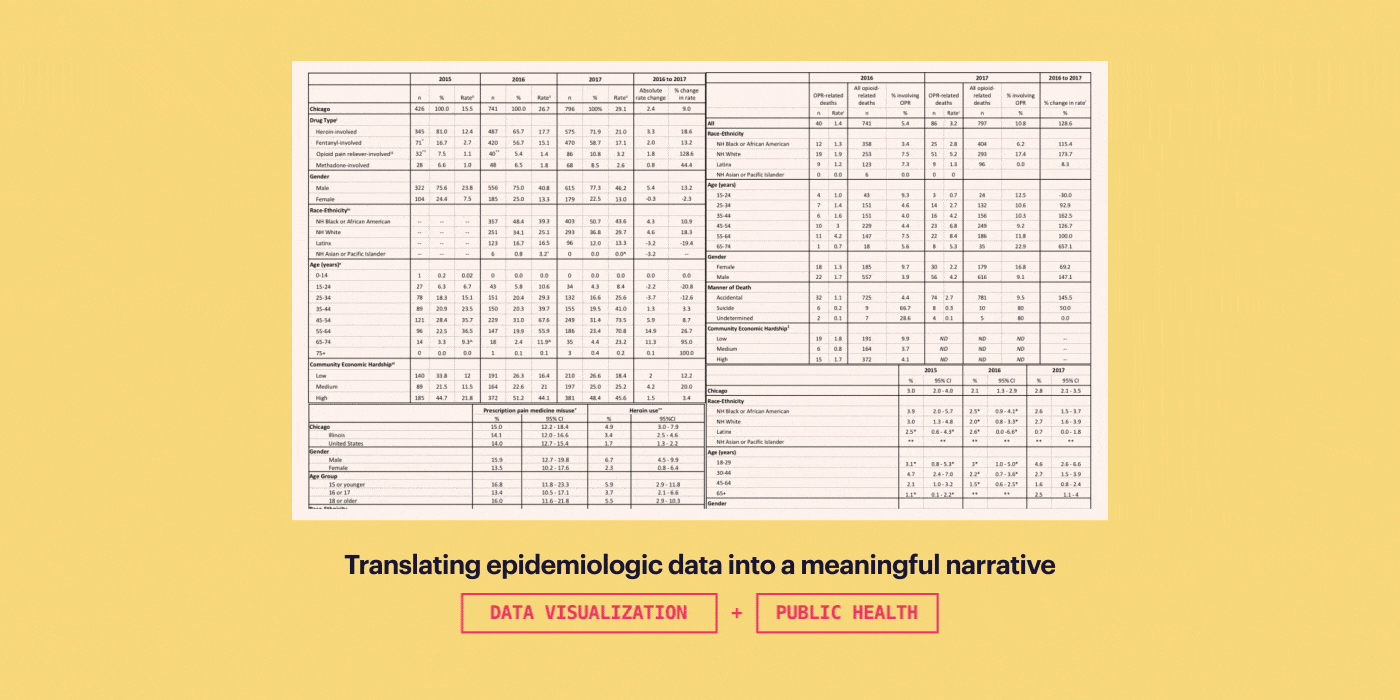 2015 2016 2017 2016 to 2017
n % Rate n % Rate n % Rate Absolute rate change % change in rate
Chicago 426 100.0 15.5 741 100.0 26.7 796 100% 29.1 2.4 9.0
Drug Type
Heroin-involved 345 81.0 12.4 487 65.7 17.7 575 71.9 21.0 3.3 18.6
Fentanyl-involved 71* 16.7 2.7 420 56.7 15.1 470 58.7 17.1 2.0 13.2
Opioid pain reliever-involved 32** 7.5 1.1 40** 5.4 1.4 86 10.8 3.2 1.8 128.6
Methadone-involved 28 6.6 1.0 48 6.5 1.8 68 8.5 2.6 0.8 44.4
Gender
Male 322 75.6 23.8 556 75.0 40.8 615 77.3 46.2 5.4 13.2
Female 104 24.4 7.5 185 25.0 13.3 179 22.5 13.0 -0.3 -2.3
Race-Ethnicity
NH Black or African American -- -- -- 357 48.4 39.3 403 50.7 43.6 4.3 10.9
NH White -- -- -- 251 34.1 25.1 293 36.8 29.7 4.6 18.3
Latinx -- -- -- 123 16.7 16.5 96 12.0 13.3 -3.2 -19.4
NH Asian or Pacific Islander -- -- -- 6 0.8 3.2 0 0.0 0.0^ -3.2 --
Age (years)
0-14 1 0.2 0.02 0 0.0 0.0 0 0.0 0.0 0.0 0.0
15-24 27 6.3 6.7 43 5.8 10.6 34 4.3 8.4 -2.2 -20.8
25-34 78 18.3 15.1 151 20.4 29.3 132 16.6 25.6 -3.7 -12.6
35-44 89 20.9 23.5 150 20.3 39.7 155 19.5 41.0 1.3 3.3
45-54 121 28.4 35.7 229 31.0 67.6 249 31.4 73.5 5.9 8.7
55-64 96 22.5 36.5 147 19.9 55.9 186 23.4 70.8 14.9 26.7
65-74 14 3.3 9.3^ 18 2.4 11.9^ 35 4.4 23.2 11.3 95.0
75+ 0 0.0 0.0 1 0.1 0.1 3 0.4 0.2 0.1 100.0
Community Economic Hardship
Low 140 33.8 12 191 26.3 16.4 210 26.6 18.4 2 12.2
Medium 89 21.5 11.5 164 22.6 21 197 25.0 25.2 4.2 20.0
High 185 44.7 21.8 372 51.2 44.1 381 48.4 45.6 1.5 3.4
Prescription pain medicine misuse* Heroin use**
% 95% CI % 95%CI
Chicago 15.0 12.2 - 18.4 4.9 3.0 - 7.9
Illinois 14.1 12.0 - 16.6 3.4 2.5 - 4.6
United States 14.0 12.7 - 15.4 1.7 1.3 - 2.2
Gender
Male 15.9 12.7 - 19.8 6.7 4.5 - 9.9
Female 13.5 10.2 - 17.6 2.3 0.8 - 6.4
Age Group
15 or younger 16.8 11.8 - 23.3 5.9 2.9 - 11.8
16 or 17 13.4 10.5 - 17.1 3.7 2.1 - 6.6
18 or older 16.0 11.6 - 21.8 5.5 2.9 - 10.3
2016 2017 2016 to 2017
OPR-related deaths All opioid-related deaths % involving OPR OPR-related deaths All opioid-related deaths % involving OPR % change in rate
n Rate n % n Rate n % %
All 40 1.4 741 5.4 86 3.2 797 10.8 128.6
Race-Ethnicity
NH Black or African American 12 1.3 358 3.4 25 2.8 404 6.2 115.4
NH White 19 1.9 253 7.5 51 5.2 293 17.4 173.7
Latinx 9 1.2 123 7.3 9 1.3 96 0.0 8.3
NH Asian or Pacific Islander 0 0.0 6 0.0 0 0
Age (years)
15-24 4 1.0 43 9.3 3 0.7 24 12.5 -30.0
25-34 7 1.4 151 4.6 14 2.7 132 10.6 92.9
35-44 6 1.6 151 4.0 16 4.2 156 10.3 162.5
45-54 10 3 229 4.4 23 6.8 249 9.2 126.7
55-64 11 4.2 147 7.5 22 8.4 186 11.8 100.0
65-74 1 0.7 18 5.6 8 5.3 35 22.9 657.1
Gender
Female 18 1.3 185 9.7 30 2.2 179 16.8 69.2
Male 22 1.7 557 3.9 56 4.2 616 9.1 147.1
Manner of Death
Accidental 32 1.1 725 4.4 74 2.7 781 9.5 145.5
Suicide 6 0.2 9 66.7 8 0.3 10 80 50.0
Undetermined 2 0.1 7 28.6 4 0.1 5 80 0.0
Community Economic Hardship
Low 19 1.8 191 9.9 ND ND ND --
Medium 6 0.8 164 3.7 ND ND ND --
High 15 1.7 372 4.1 ND ND ND --
2015 2016 2017
% 95% CI % 95% CI % 95% CI
Chicago 3.0 2.0 - 4.0 2.1 1.3 - 2.9 2.8 2.1 - 3.5
Race-Ethnicity
NH Black or African American 3.9 2.0 - 5.7 2.5* 0.9 - 4.1* 2.6 1.5 - 3.7
NH White 3.0 1.3 - 4.8 2.0* 0.8 - 3.3* 2.7 1.6 - 3.9
Latinx 2.5* 0.6 - 4.3* 2.6* 0.0 -6.6* 0.7 0.0 - 1.8
NH Asian or Pacific Islander ** ** ** ** ** **
Age (years)
18-29 3.1* 0.8 - 5.3* 3* 1.0 - 5.0* 4.6 2.6 - 6.6
30-44 4.7 2.4 - 7.0 2.2* 0.7 - 3.6* 2.7 1.5 - 3.9
45-64 2.1 1.0 - 3.2 1.5* 0.6 - 2.5* 1.6 0.8 - 2.4
65+ 1.1* 0.1 - 2.2* ** ** 2.5 1.1 - 4
Gender
Translating epidemiologic data into a meaningful narrative
DATA VISUALIZATION + PUBLIC HEALTH